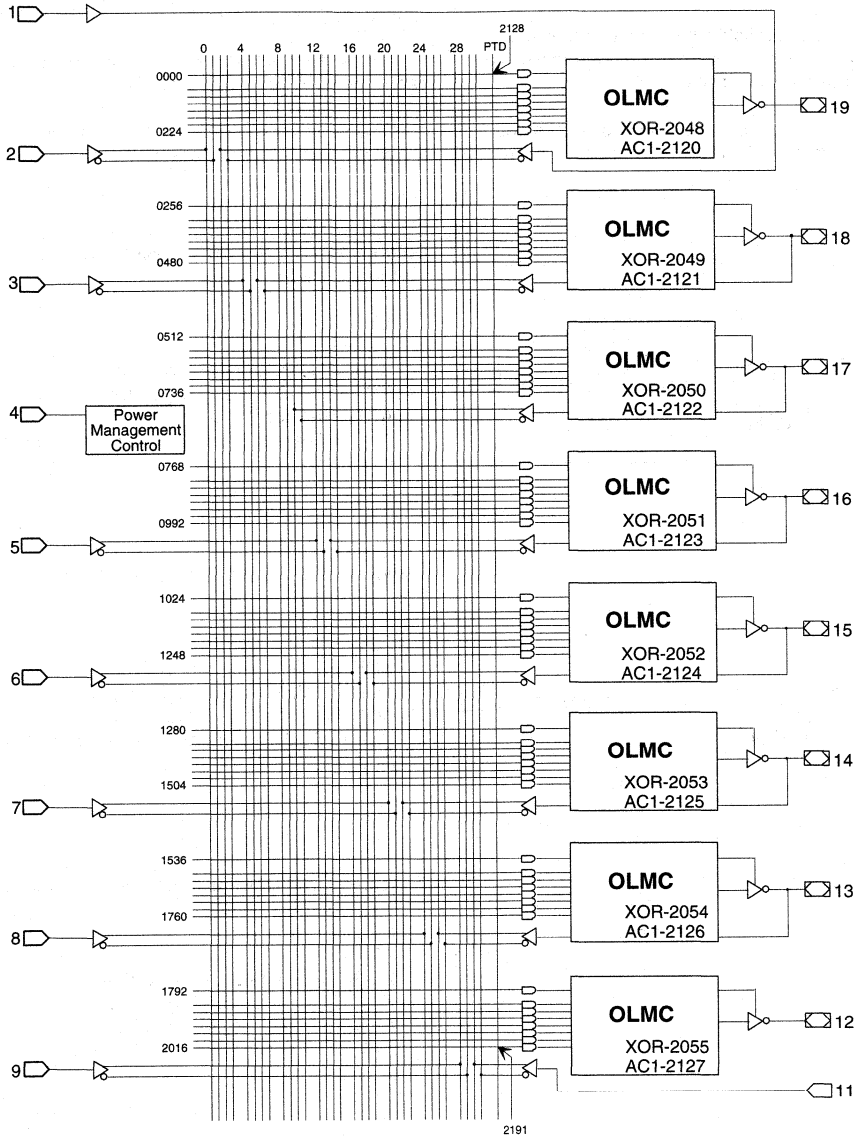 1
2128
0 4 8 12 16 20 24 28 PTD
0000
OLMC
19
XOR-2048
0224
AC1-2120
2
0256
OLMC
18
XOR-2049
0480
AC1-2121
3
0512
OLMC
17
XOR-2050
0736
AC1-2122
4
Power
Management
Control
0768
OLMC
16
XOR-2051
0992
AC1-2123
5
1024
OLMC
15
XOR-2052
1248
AC1-2124
6
1280
OLMC
14
XOR-2053
1504
AC1-2125
7
1536
OLMC
13
XOR-2054
1760
AC1-2126
8
1792
OLMC
12
XOR-2055
2016
AC1-2127
9
11
2191